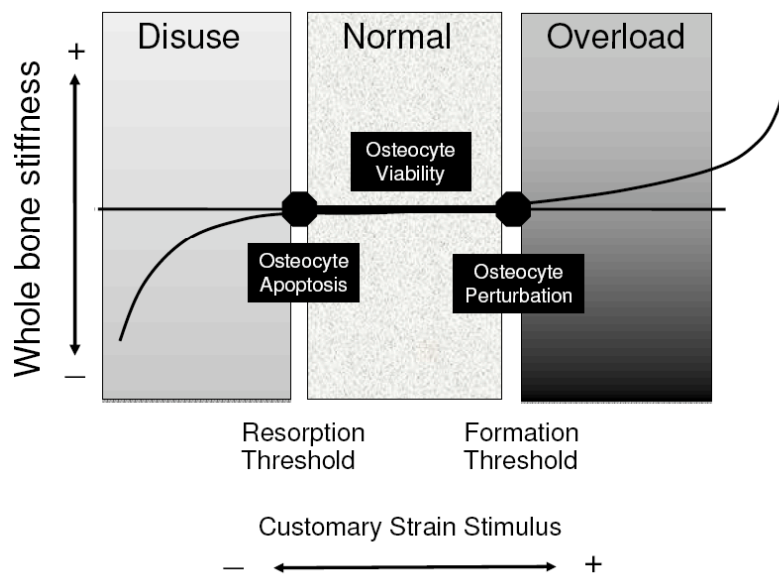 Disuse
Normal
Overload
+
Whole bone stiffness
Osteocyte
Viability
Osteocyte
Apoptosis
Osteocyte
Perturbation
–
Resorption
Threshold
Formation
Threshold
Customary Strain Stimulus
–
+